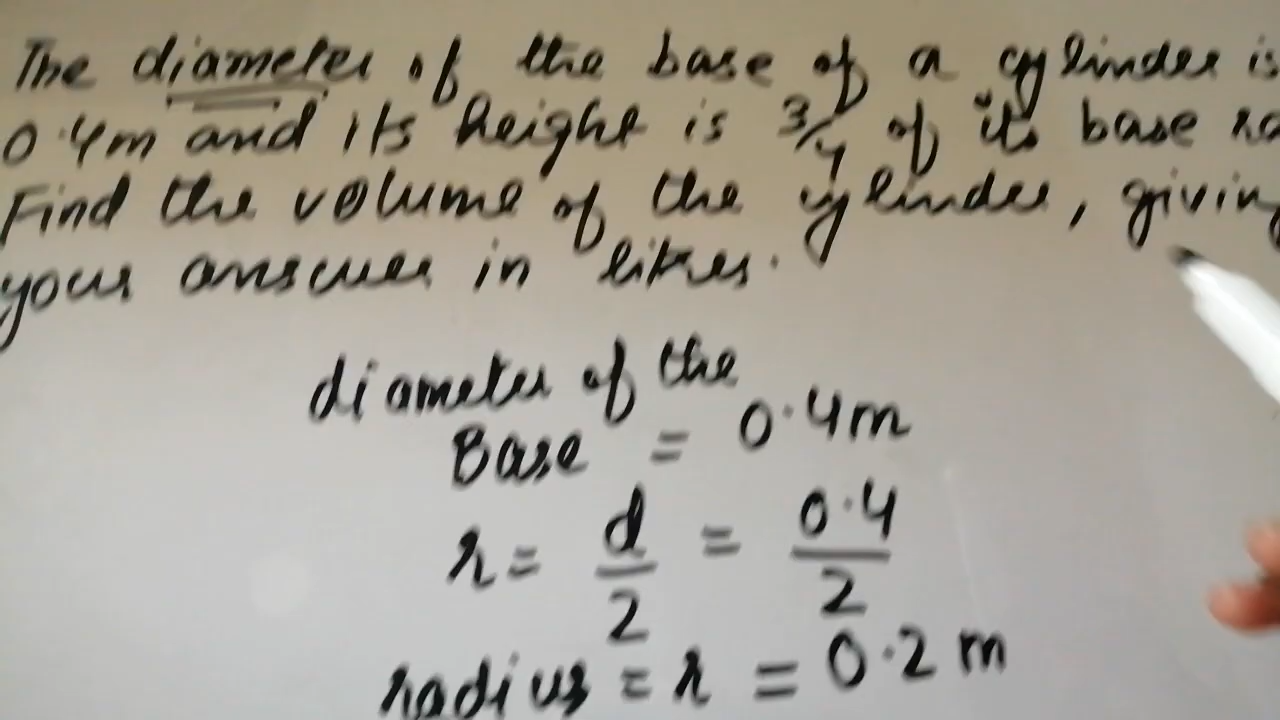 The diameter of the base of a cylinder is
0.4m and its height is 3/4 of its base
Find the volume of the cylinder, giving
your answer in litres.
diameter of the
Base = 0.4m
r = d/2 = 0.4/2
radius = r = 0.2 m